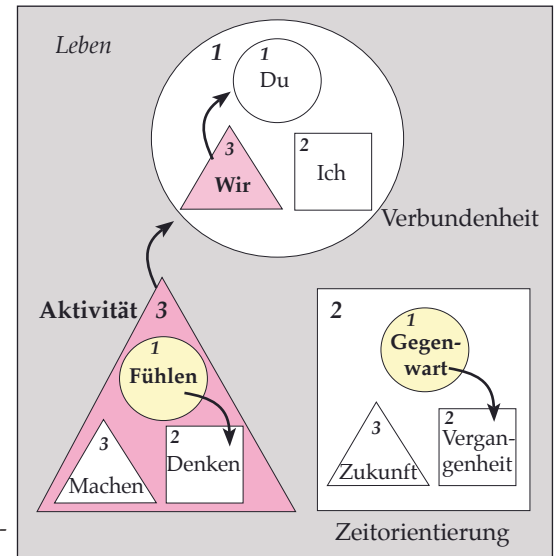 Leben
1
1
Du
3
Wir
2
Ich
Verbundenheit
Aktivität 3
1
Fühlen
3
Machen
2
Denken
2
1
Gegen-
wart
3
Zukunft
2
Vergan-
genheit
Zeitorientierung